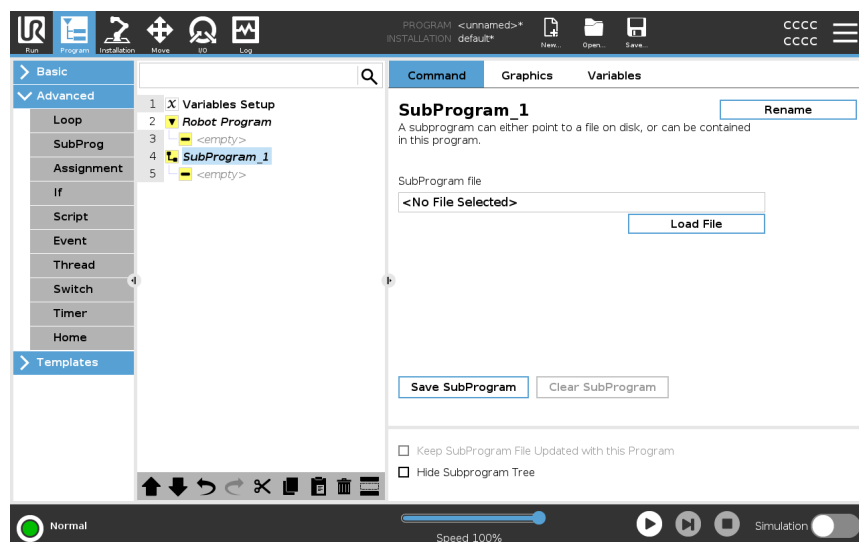 PROGRAM <unnamed>*
INSTALLATION default*
Run
Program
Installation
Move
I/O
Log
New...
Open...
Save...
CCCC
CCCC
Basic
Advanced
Loop
SubProg
Assignment
If
Script
Event
Thread
Switch
Timer
Home
Templates
1 X Variables Setup
2 Robot Program
3 <empty>
4 SubProgram_1
5 <empty>
Command Graphics Variables
SubProgram_1
Rename
A subprogram can either point to a file on disk, or can be contained
in this program.
SubProgram file
<No File Selected>
Load File
Save SubProgram
Clear SubProgram
Keep SubProgram File Updated with this Program
Hide Subprogram Tree
Normal
Speed 100%
Simulation